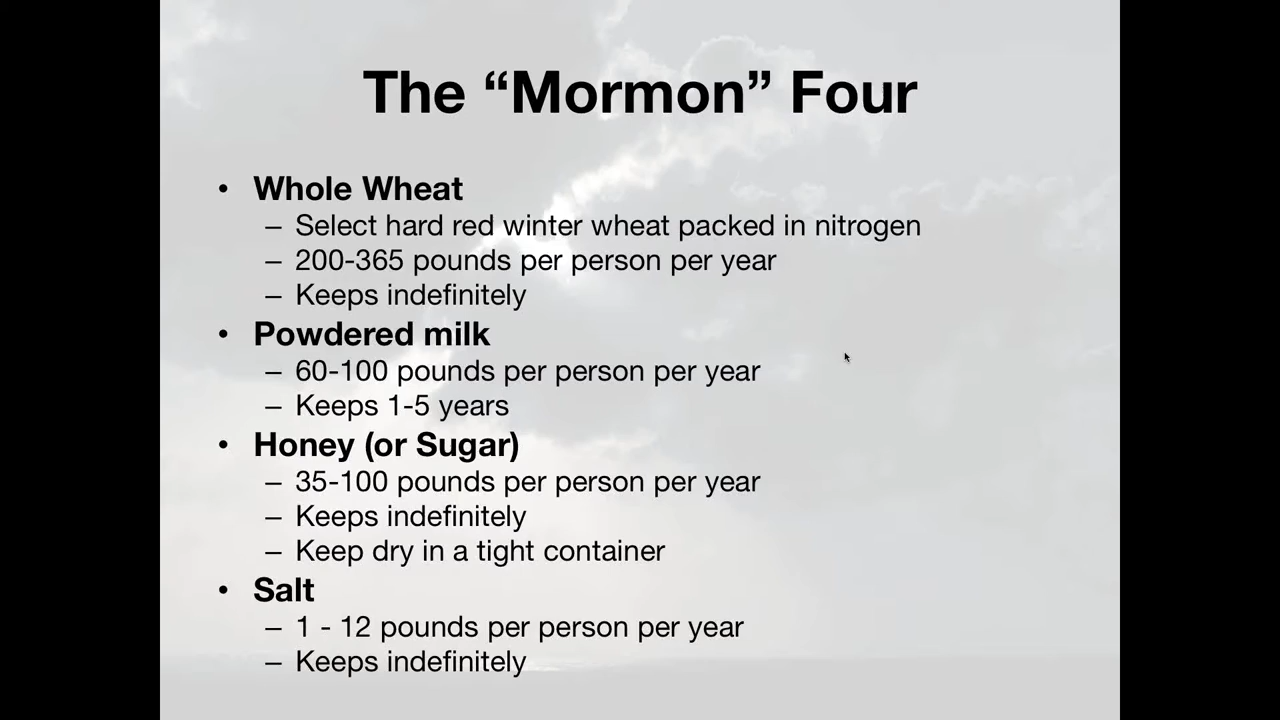 The “Mormon” Four
• Whole Wheat
– Select hard red winter wheat packed in nitrogen
– 200-365 pounds per person per year
– Keeps indefinitely
• Powdered milk
– 60-100 pounds per person per year
– Keeps 1-5 years
• Honey (or Sugar)
– 35-100 pounds per person per year
– Keeps indefinitely
– Keep dry in a tight container
• Salt
– 1 - 12 pounds per person per year
– Keeps indefinitely